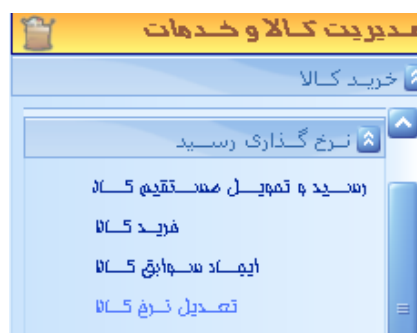 مدیریت کالا و خدمات
خرید کالا
نرخ گذاری رسید
رسید و تحویل مستقیم کالا
خرید کالا
ایجاد سوابق کالا
تعدیل نرخ کالا